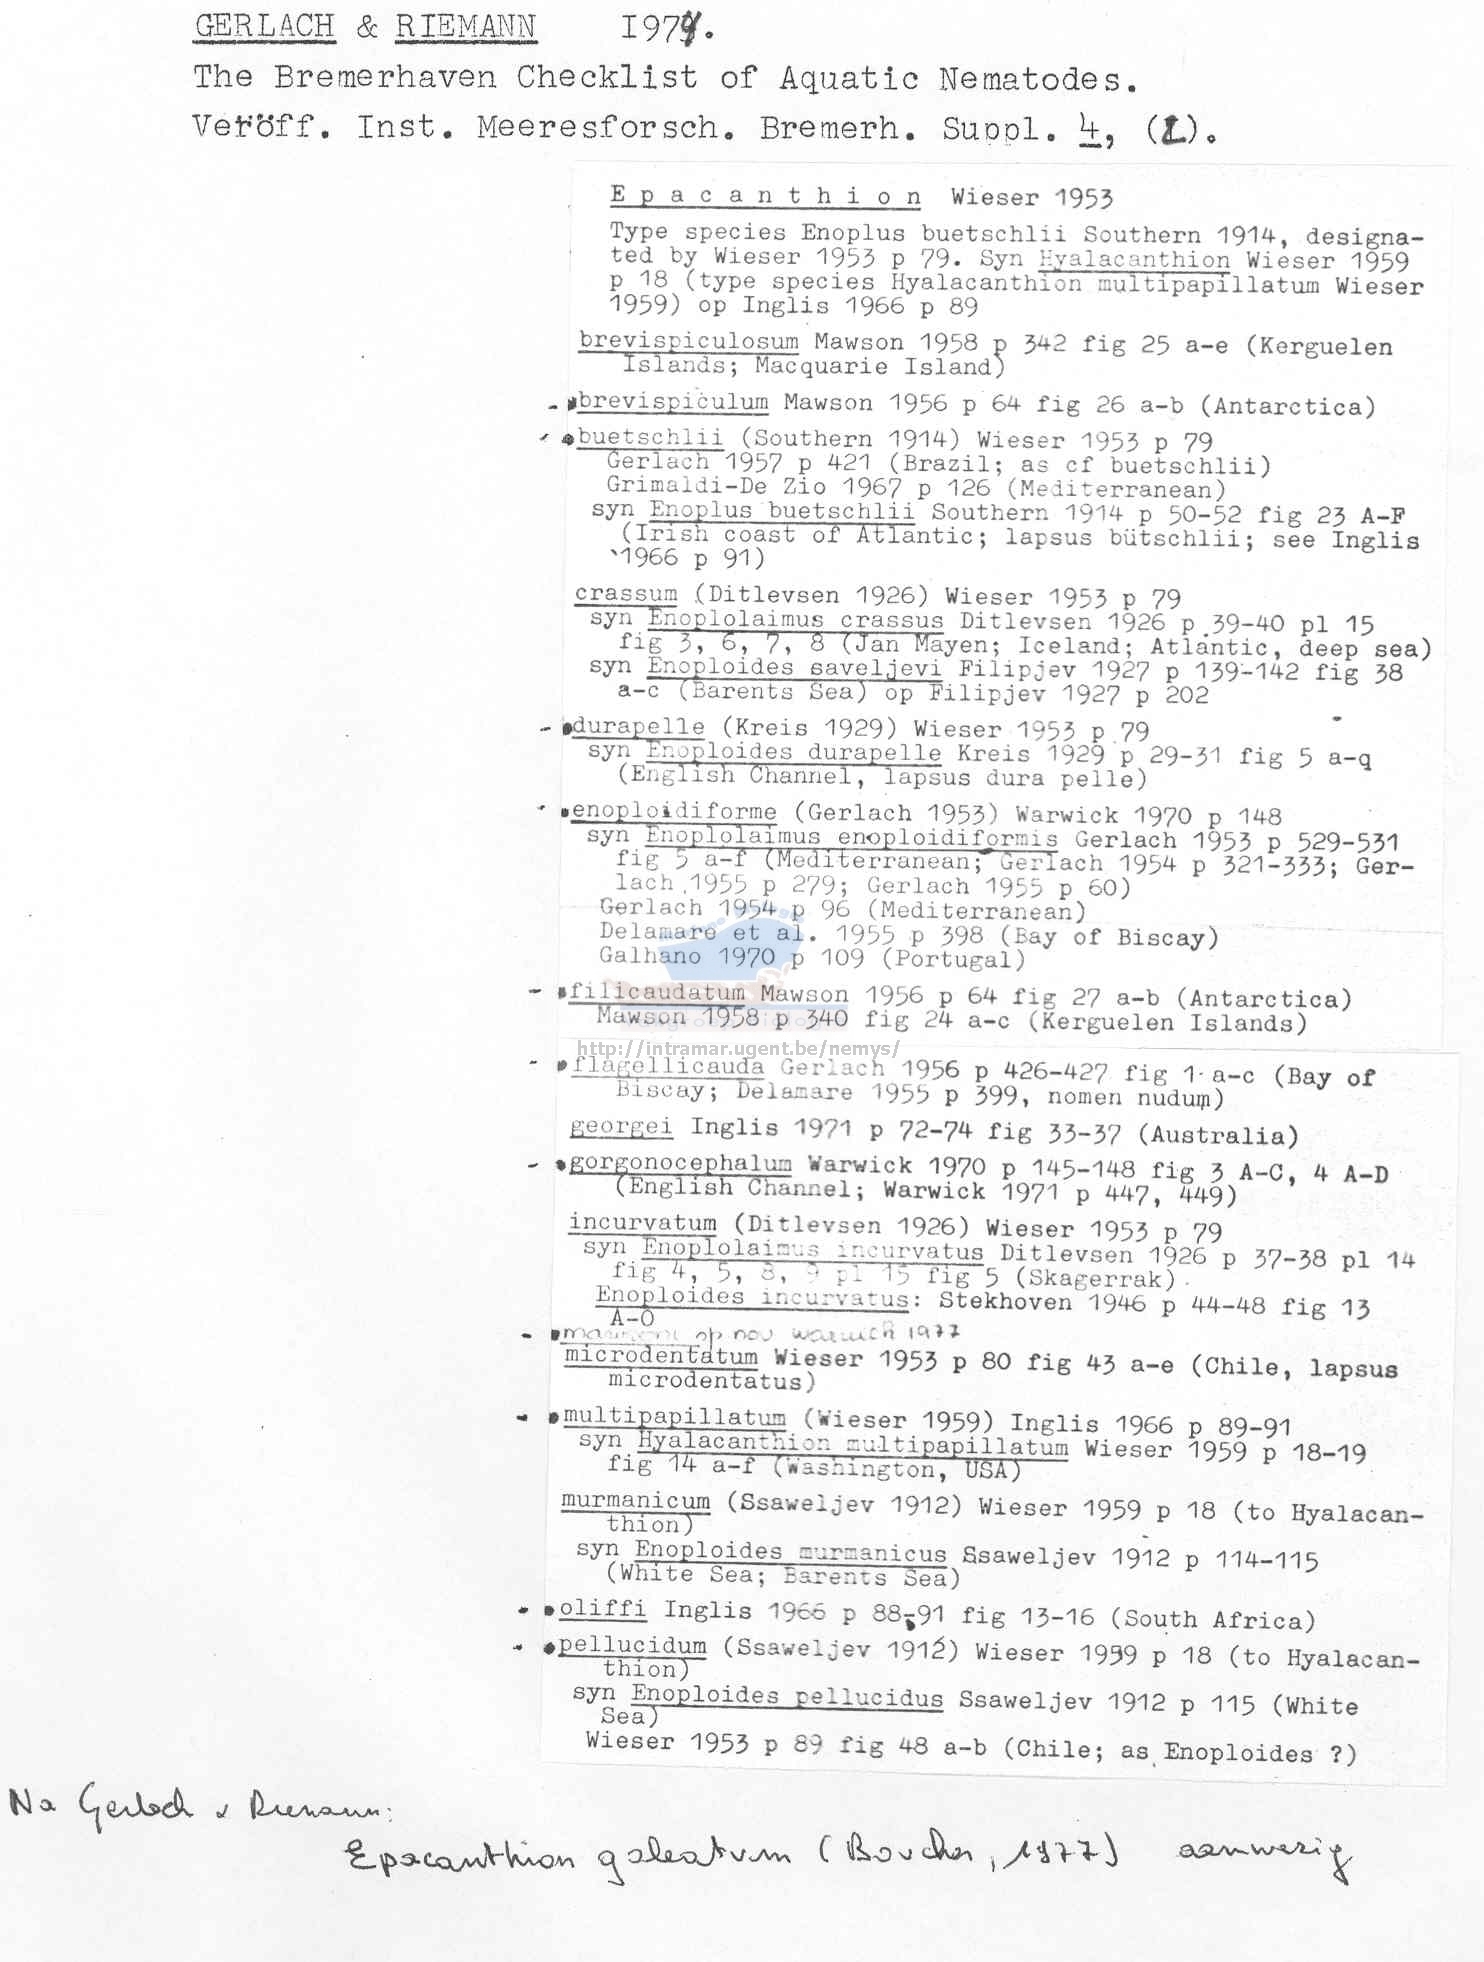 GERLACH & RIEMANN 1974.
The Bremerhaven Checklist of Aquatic Nematodes.
Veröff. Inst. Meeresforsch. Bremerh. Suppl. 4, (2).
Epacanthion Wieser 1953
Type species Enoplus buetschlii Southern 1914, designa-
ted by Wieser 1953 p 79. Syn Hyalacanthion Wieser 1959
p 18 (type species Hyalacanthion multipapillatum Wieser
1959) op Inglis 1966 p 89
brevispiculosum Mawson 1958 p 342 fig 25 a-e (Kerguelen
Islands; Macquarie Island)
brevispiculum Mawson 1956 p 64 fig 26 a-b (Antarctica)
buetschlii (Southern 1914) Wieser 1953 p 79
Gerlach 1957 p 421 (Brazil; as cf buetschlii)
Grimaldi-De Zio 1967 p 126 (Mediterranean)
syn Enoplus buetschlii Southern 1914 p 50-52 fig 23 A-F
(Irish coast of Atlantic; lapsus bütschlii; see Inglis
1966 p 91)
crassum (Ditlevsen 1926) Wieser 1953 p 79
syn Enoplolaimus crassus Ditlevsen 1926 p 39-40 pl 15
fig 3, 6, 7, 8 (Jan Mayen; Iceland; Atlantic, deep sea)
syn Enoploides saveljevi Filipjev 1927 p 139-142 fig 38
a-c (Barents Sea) op Filipjev 1927 p 202
durapelle (Kreis 1929) Wieser 1953 p 79
syn Enoploides durapelle Kreis 1929 p 29-31 fig 5 a-q
(English Channel, lapsus dura pelle)
enoploidiforme (Gerlach 1953) Warwick 1970 p 148
syn Enoplolaimus enoploidiformis Gerlach 1953 p 529-531
fig 5 a-f (Mediterranean; Gerlach 1954 p 321-333; Ger-
lach 1955 p 279; Gerlach 1955 p 60)
Gerlach 1954 p 96 (Mediterranean)
Delamare et al. 1955 p 398 (Bay of Biscay)
Galhano 1970 p 109 (Portugal)
filicaudatum Mawson 1956 p 64 fig 27 a-b (Antarctica)
Mawson 1958 p 340 fig 24 a-c (Kerguelen Islands)
http://intramar.ugent.be/nemys/
flagellicauda Gerlach 1956 p 426-427 fig 1 a-c (Bay of
Biscay; Delamare 1955 p 399, nomen nudum)
georgei Inglis 1971 p 72-74 fig 33-37 (Australia)
gorgonocephalum Warwick 1970 p 145-148 fig 3 A-C, 4 A-D
(English Channel; Warwick 1971 p 447, 449)
incurvatum (Ditlevsen 1926) Wieser 1953 p 79
syn Enoplolaimus incurvatus Ditlevsen 1926 p 37-38 pl 14
fig 4, 5, 8, 9 pl 15 fig 5 (Skagerrak)
Enoploides incurvatus: Stekhoven 1946 p 44-48 fig 13
A-O
op nov warwick 1977
microdentatum Wieser 1953 p 80 fig 43 a-e (Chile, lapsus
microdentatus)
multipapillatum (Wieser 1959) Inglis 1966 p 89-91
syn Hyalacanthion multipapillatum Wieser 1959 p 18-19
fig 14 a-f (Washington, USA)
murmanicum (Ssaweljev 1912) Wieser 1959 p 18 (to Hyalacan-
thion)
syn Enoploides murmanicus Ssaweljev 1912 p 114-115
(White Sea; Barents Sea)
oliffi Inglis 1966 p 88-91 fig 13-16 (South Africa)
pellucidum (Ssaweljev 1912) Wieser 1959 p 18 (to Hyalacan-
thion)
syn Enoploides pellucidus Ssaweljev 1912 p 115 (White
Sea)
Wieser 1953 p 89 fig 48 a-b (Chile; as Enoploides ?)
Na Gerlach & Riemann:
Epacanthion galeatum (Boucher, 1977) aanwezig